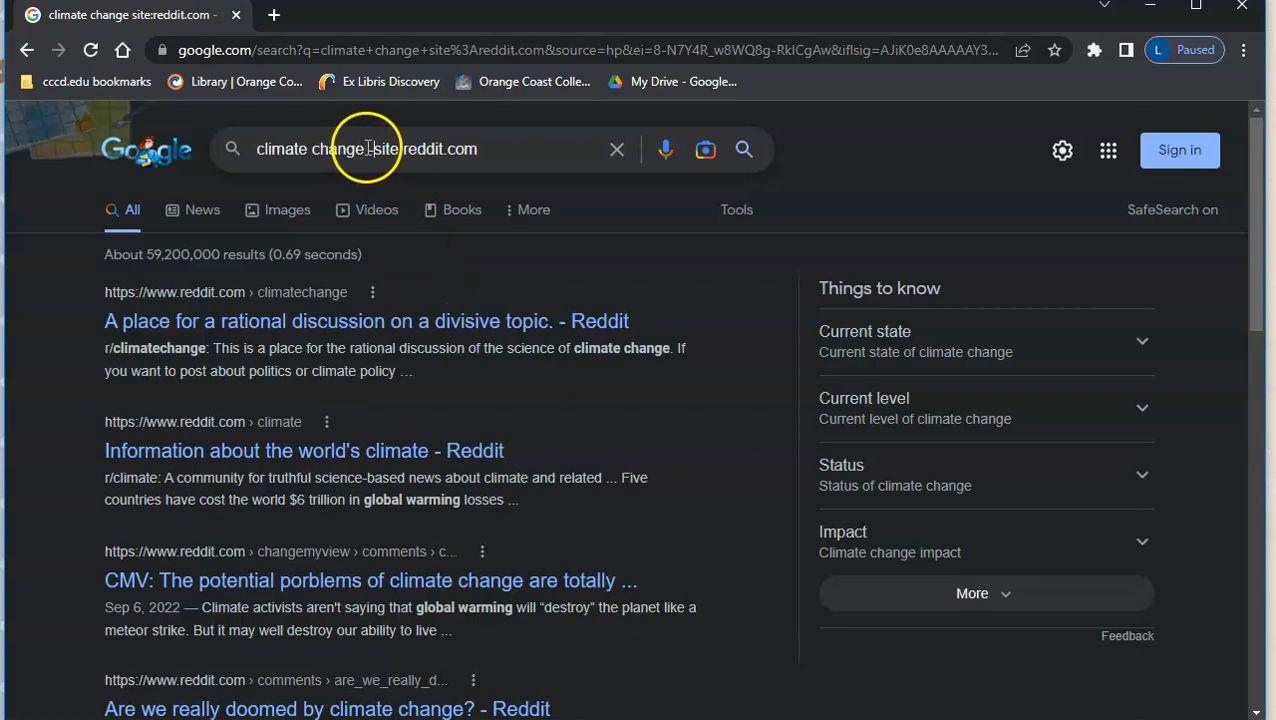 climate change site:reddit.com -
google.com/search?q=climate+change+site%3Areddit.com&source=hp&ei=8-N7Y4R_w8WQ8g-RkICgAw&iflsig=AJiK0e8AAAAAY3...
L Paused
cccd.edu bookmarks Library | Orange Co... Ex Libris Discovery Orange Coast Colle... My Drive - Google...
Google climate change site:reddit.com Sign in
All News Images Videos Books More Tools SafeSearch on
About 59,200,000 results (0.69 seconds)
https://www.reddit.com › climatechange
A place for a rational discussion on a divisive topic. - Reddit
r/climatechange: This is a place for the rational discussion of the science of climate change. If
you want to post about politics or climate policy ...
https://www.reddit.com › climate
Information about the world's climate - Reddit
r/climate: A community for truthful science-based news about climate and related ... Five
countries have cost the world $6 trillion in global warming losses ...
https://www.reddit.com › changemyview › comments › c...
CMV: The potential porblems of climate change are totally ...
Sep 6, 2022 — Climate activists aren't saying that global warming will “destroy” the planet like a
meteor strike. But it may well destroy our ability to live ...
https://www.reddit.com › comments › are_we_really_d...
Are we really doomed by climate change? - Reddit
Things to know
Current state
Current state of climate change
Current level
Current level of climate change
Status
Status of climate change
Impact
Climate change impact
More
Feedback